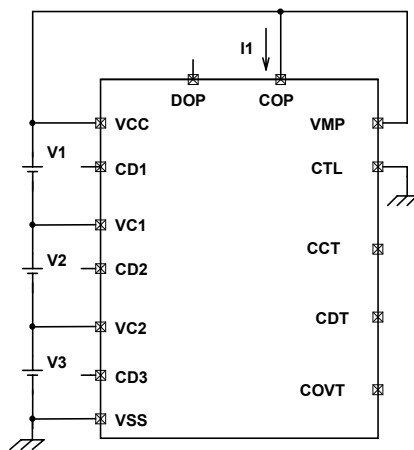 I1
DOP
COP
VCC
VMP
V1
CD1
CTL
VC1
V2
CCT
CD2
CDT
VC2
V3
CD3
COVT
VSS